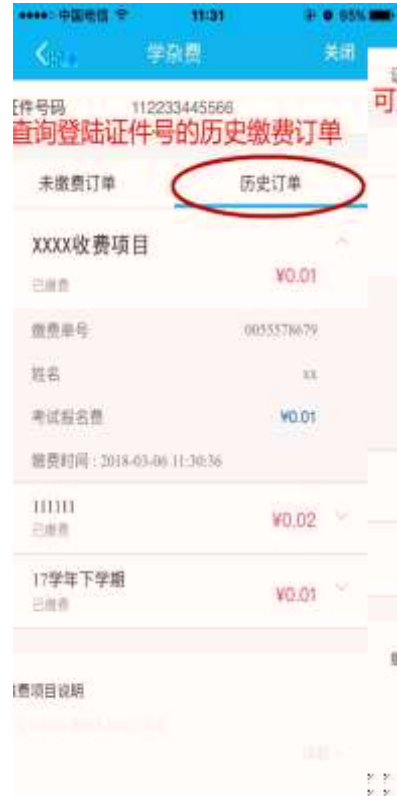 中国电信 11:31 95%
学杂费 关闭
证件号码 112233445566
查询登陆证件号的历史缴费订单
可
未缴费订单 历史订单
XXXX收费项目
已缴费 ¥0.01
缴费单号 0055578679
姓名 xx
考试报名费 ¥0.01
缴费时间:2018-03-06 11:30:36
111111
已缴费 ¥0.02
17学年下学期
已缴费 ¥0.01
费项目说明